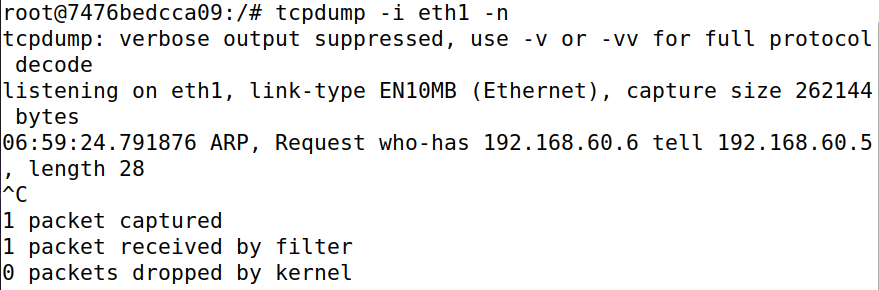 root@7476bedcca09:/# tcpdump -i eth1 -n
tcpdump: verbose output suppressed, use -v or -vv for full protocol
 decode
listening on eth1, link-type EN10MB (Ethernet), capture size 262144
 bytes
06:59:24.791876 ARP, Request who-has 192.168.60.6 tell 192.168.60.5
, length 28
^C
1 packet captured
1 packet received by filter
0 packets dropped by kernel